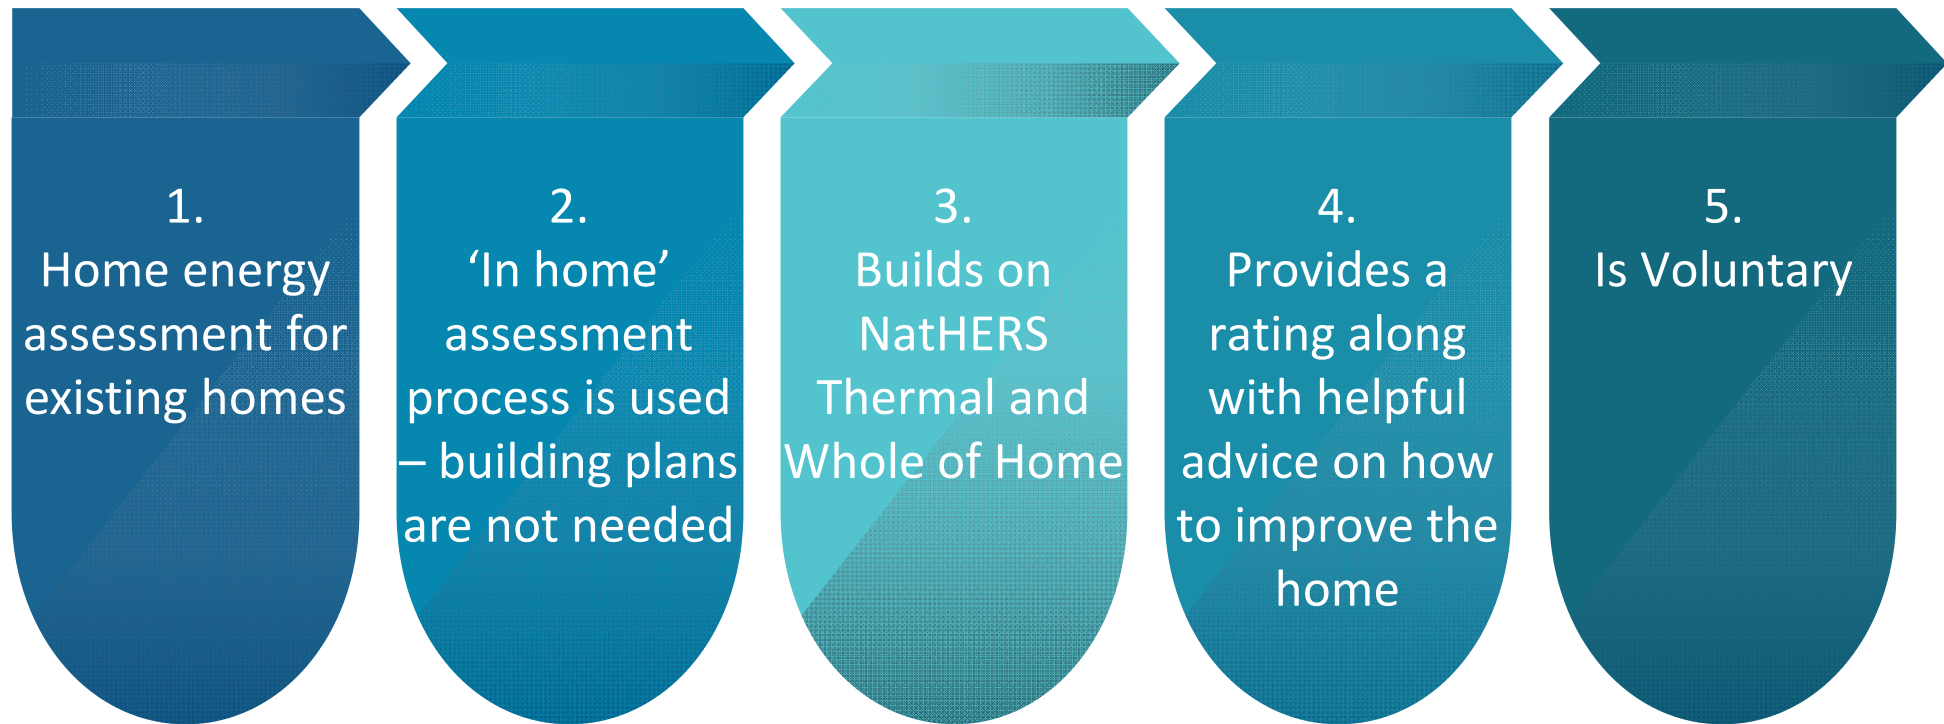 1.
Home energy
assessment for
existing homes
2.
‘In home’
assessment
process is used
– building plans
are not needed
3.
Builds on
NatHERS
Thermal and
Whole of Home
4.
Provides a
rating along
with helpful
advice on how
to improve the
home
5.
Is Voluntary